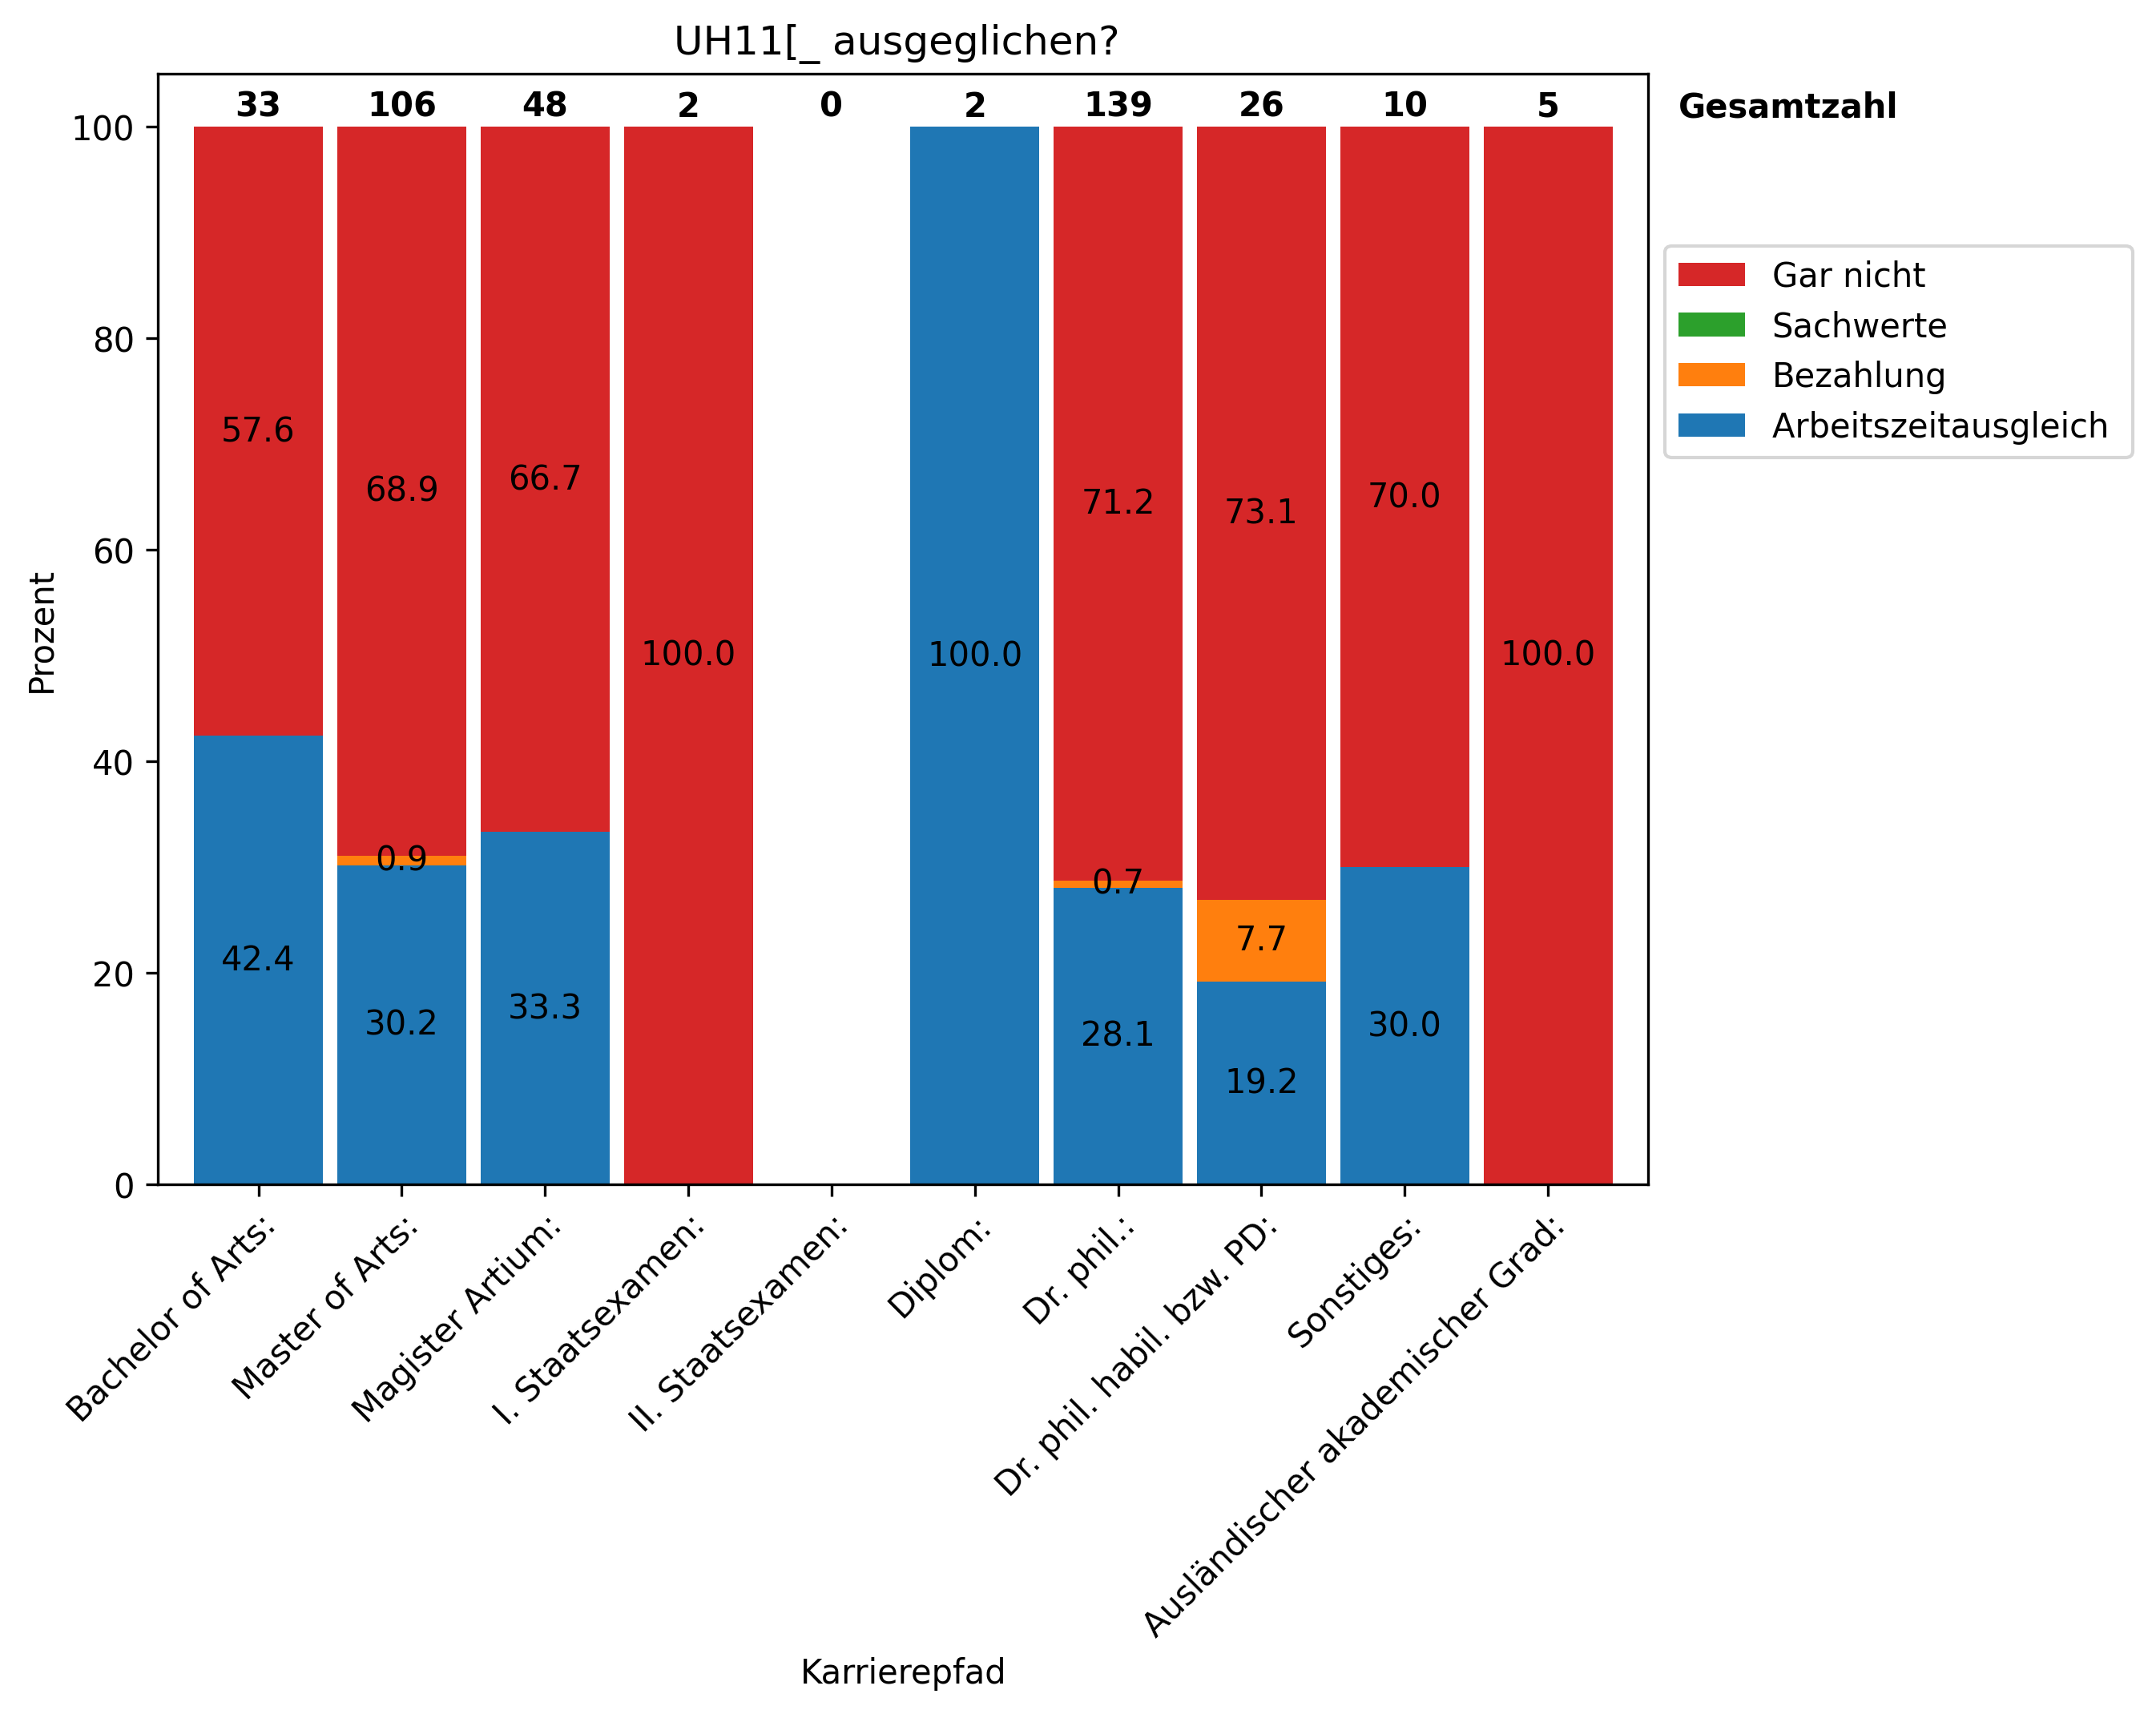 UH11[_ ausgeglichen?
33 106 48 2 0 2 139 26 10 5 Gesamtzahl
100
80
60
40
20
0
Prozent
Gar nicht
Sachwerte
Bezahlung
Arbeitszeitausgleich
57.6
42.4
68.9
0.9
30.2
66.7
33.3
100.0
100.0
71.2
0.7
28.1
73.1
7.7
19.2
70.0
30.0
100.0
Bachelor of Arts:
Master of Arts:
Magister Artium:
I. Staatsexamen:
II. Staatsexamen:
Diplom:
Dr. phil.:
Dr. phil. habil. bzw. PD:
Sonstiges:
Ausländischer akademischer Grad:
Karrierepfad